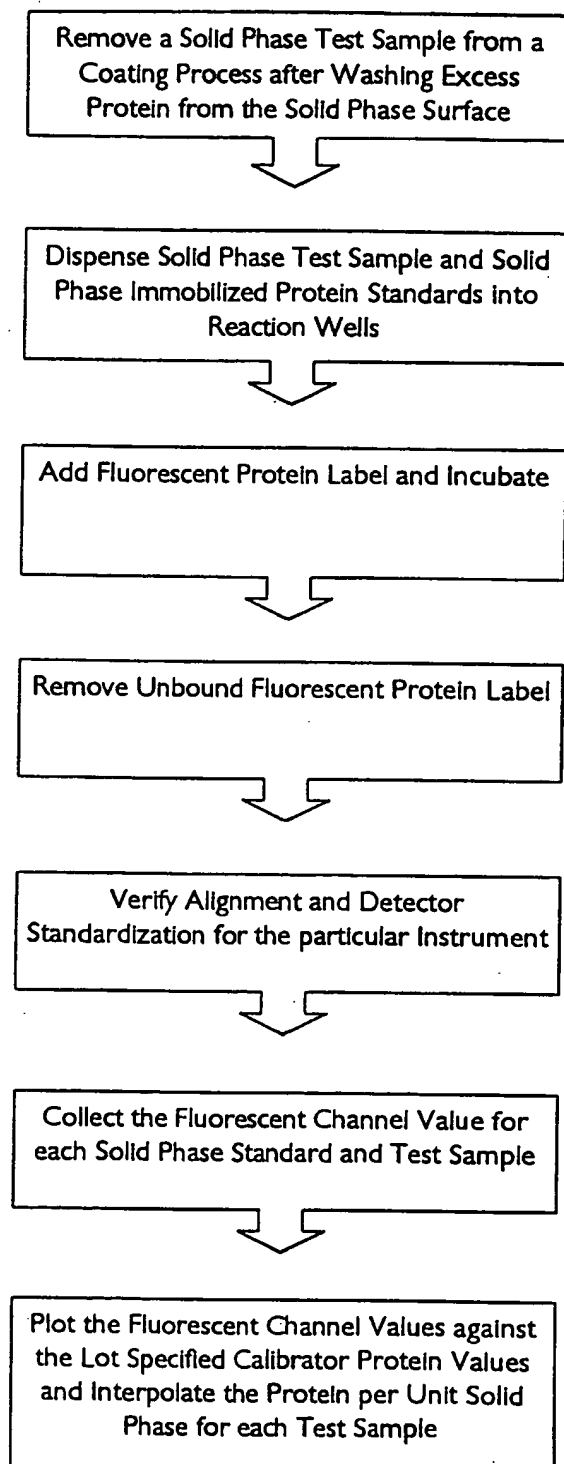 Remove a Solid Phase Test Sample from a
Coating Process after Washing Excess
Protein from the Solid Phase Surface
Dispense Solid Phase Test Sample and Solid
Phase Immobilized Protein Standards into
Reaction Wells
Add Fluorescent Protein Label and Incubate
Remove Unbound Fluorescent Protein Label
Verify Alignment and Detector
Standardization for the particular Instrument
Collect the Fluorescent Channel Value for
each Solid Phase Standard and Test Sample
Plot the Fluorescent Channel Values against
the Lot Specified Calibrator Protein Values
and Interpolate the Protein per Unit Solid
Phase for each Test Sample